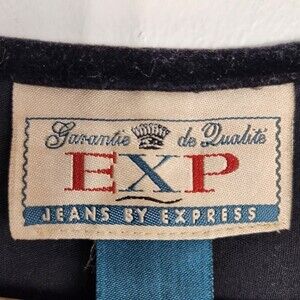 Garantie de Qualité
EXP
JEANS BY EXPRESS